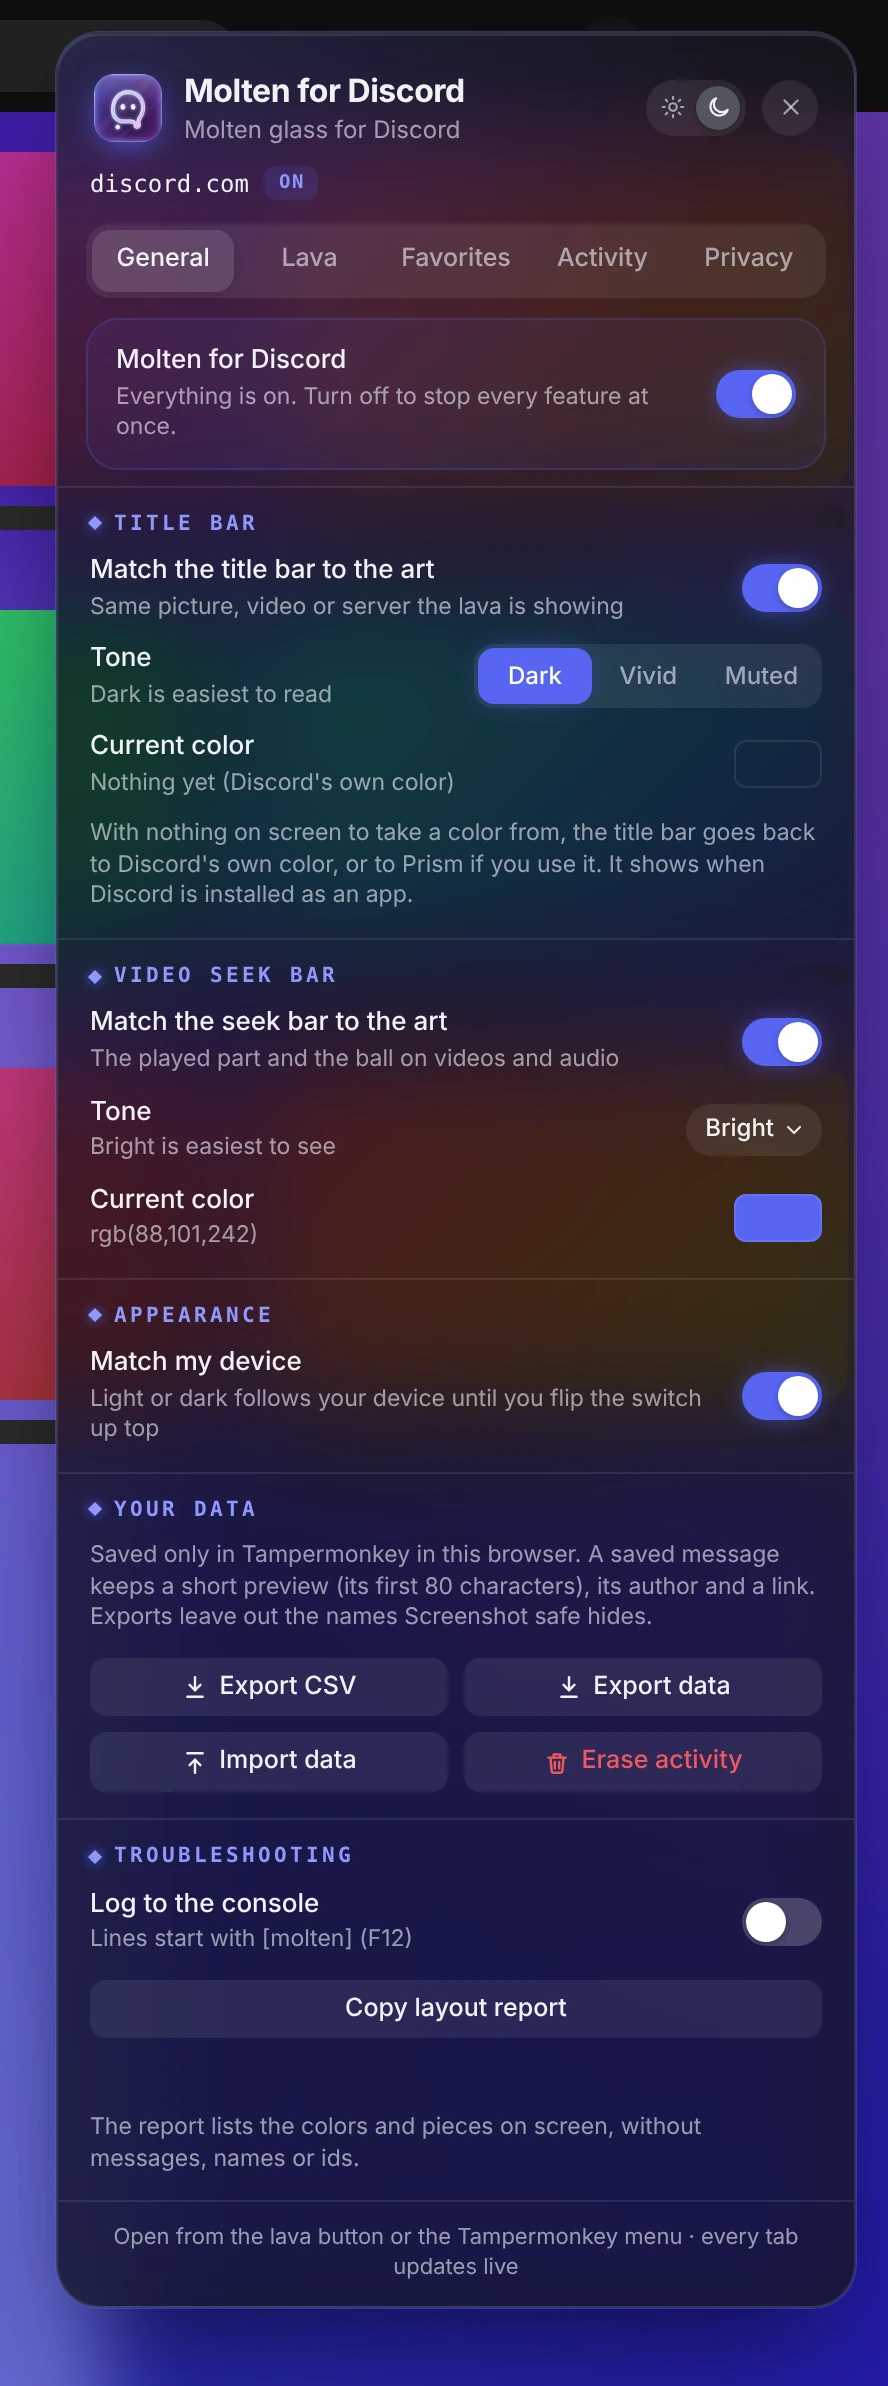 Molten for Discord
Molten glass for Discord
discord.com ON
General Lava Favorites Activity Privacy
Molten for Discord
Everything is on. Turn off to stop every feature at
once.
TITLE BAR
Match the title bar to the art
Same picture, video or server the lava is showing
Tone
Dark is easiest to read
Dark Vivid Muted
Current color
Nothing yet (Discord's own color)
With nothing on screen to take a color from, the title bar goes back
to Discord's own color, or to Prism if you use it. It shows when
Discord is installed as an app.
VIDEO SEEK BAR
Match the seek bar to the art
The played part and the ball on videos and audio
Tone
Bright is easiest to see
Bright
Current color
rgb(88,101,242)
APPEARANCE
Match my device
Light or dark follows your device until you flip the switch
up top
YOUR DATA
Saved only in Tampermonkey in this browser. A saved message
keeps a short preview (its first 80 characters), its author and a link.
Exports leave out the names Screenshot safe hides.
Export CSV Export data
Import data Erase activity
TROUBLESHOOTING
Log to the console
Lines start with [molten] (F12)
Copy layout report
The report lists the colors and pieces on screen, without
messages, names or ids.
Open from the lava button or the Tampermonkey menu · every tab
updates live